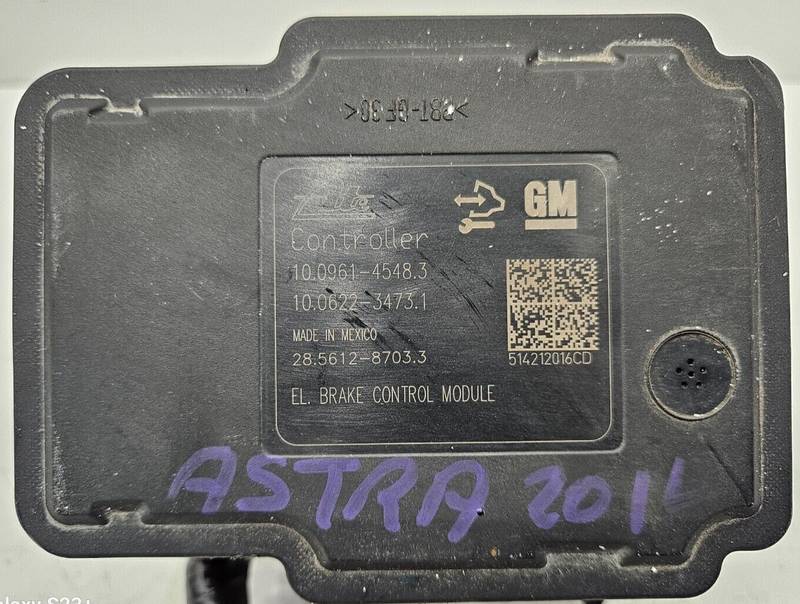 >PBT-GF30<
GM
Controller
10.0961-4548.3
10.0622-3473.1
MADE IN MEXICO
28.5612-8703.3
514212016CD
EL. BRAKE CONTROL MODULE
ASTRA 201